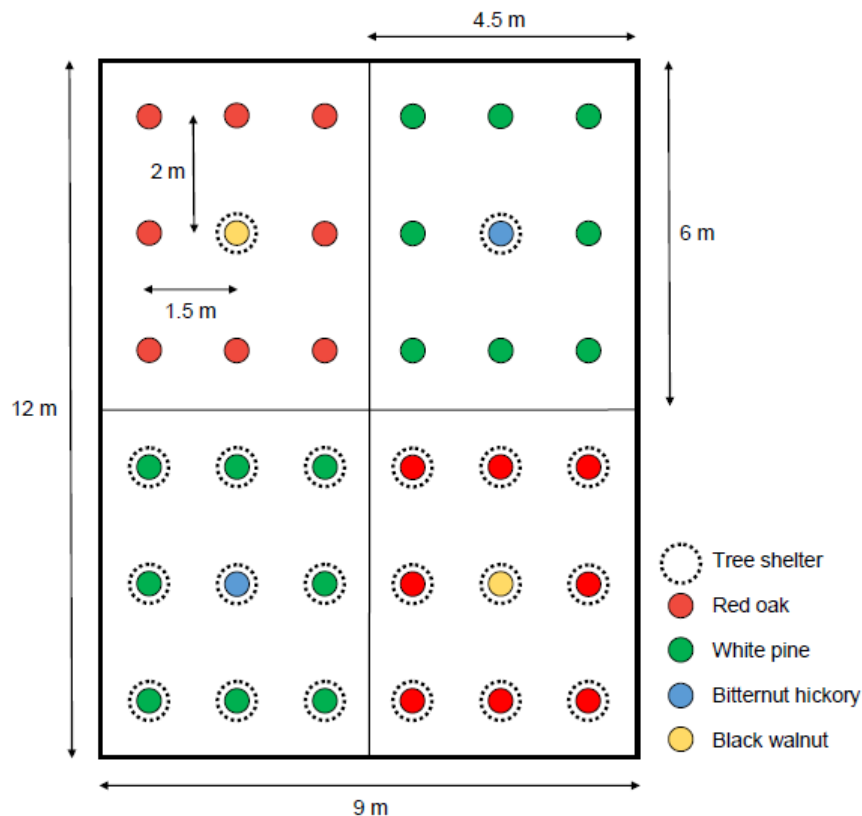 4.5 m
2 m
6 m
1.5 m
12 m
Tree shelter
Red oak
White pine
Bitternut hickory
Black walnut
9 m